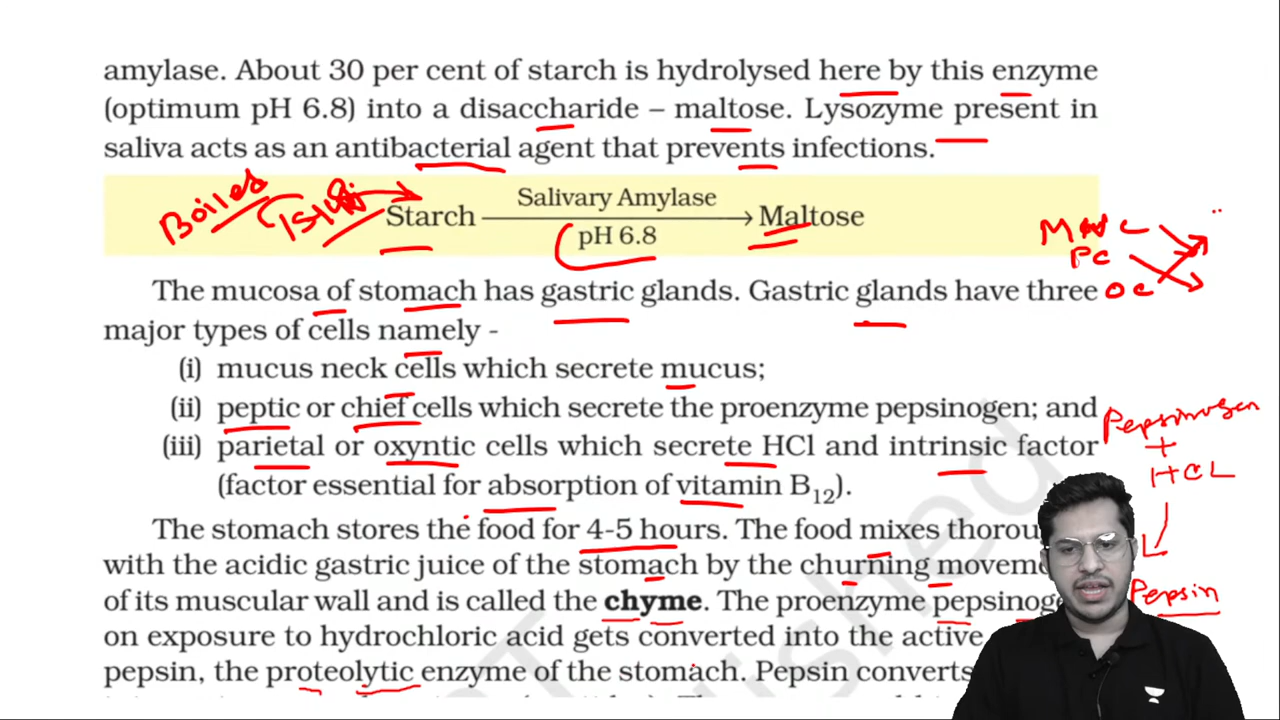 amylase. About 30 per cent of starch is hydrolysed here by this enzyme
(optimum pH 6.8) into a disaccharide – maltose. Lysozyme present in
saliva acts as an antibacterial agent that prevents infections.
Boiled
Starch Salivary Amylase pH 6.8 Maltose
PC
OC
The mucosa of stomach has gastric glands. Gastric glands have three
major types of cells namely -
(i) mucus neck cells which secrete mucus;
(ii) peptic or chief cells which secrete the proenzyme pepsinogen; and
(iii) parietal or oxyntic cells which secrete HCl and intrinsic factor
(factor essential for absorption of vitamin B12).
Pepsinogen
+
HCL
Pepsin
The stomach stores the food for 4-5 hours. The food mixes
with the acidic gastric juice of the stomach by the churning
of its muscular wall and is called the chyme. The proenzyme
on exposure to hydrochloric acid gets converted into the active
pepsin, the proteolytic enzyme of the stomach. Pepsin converts